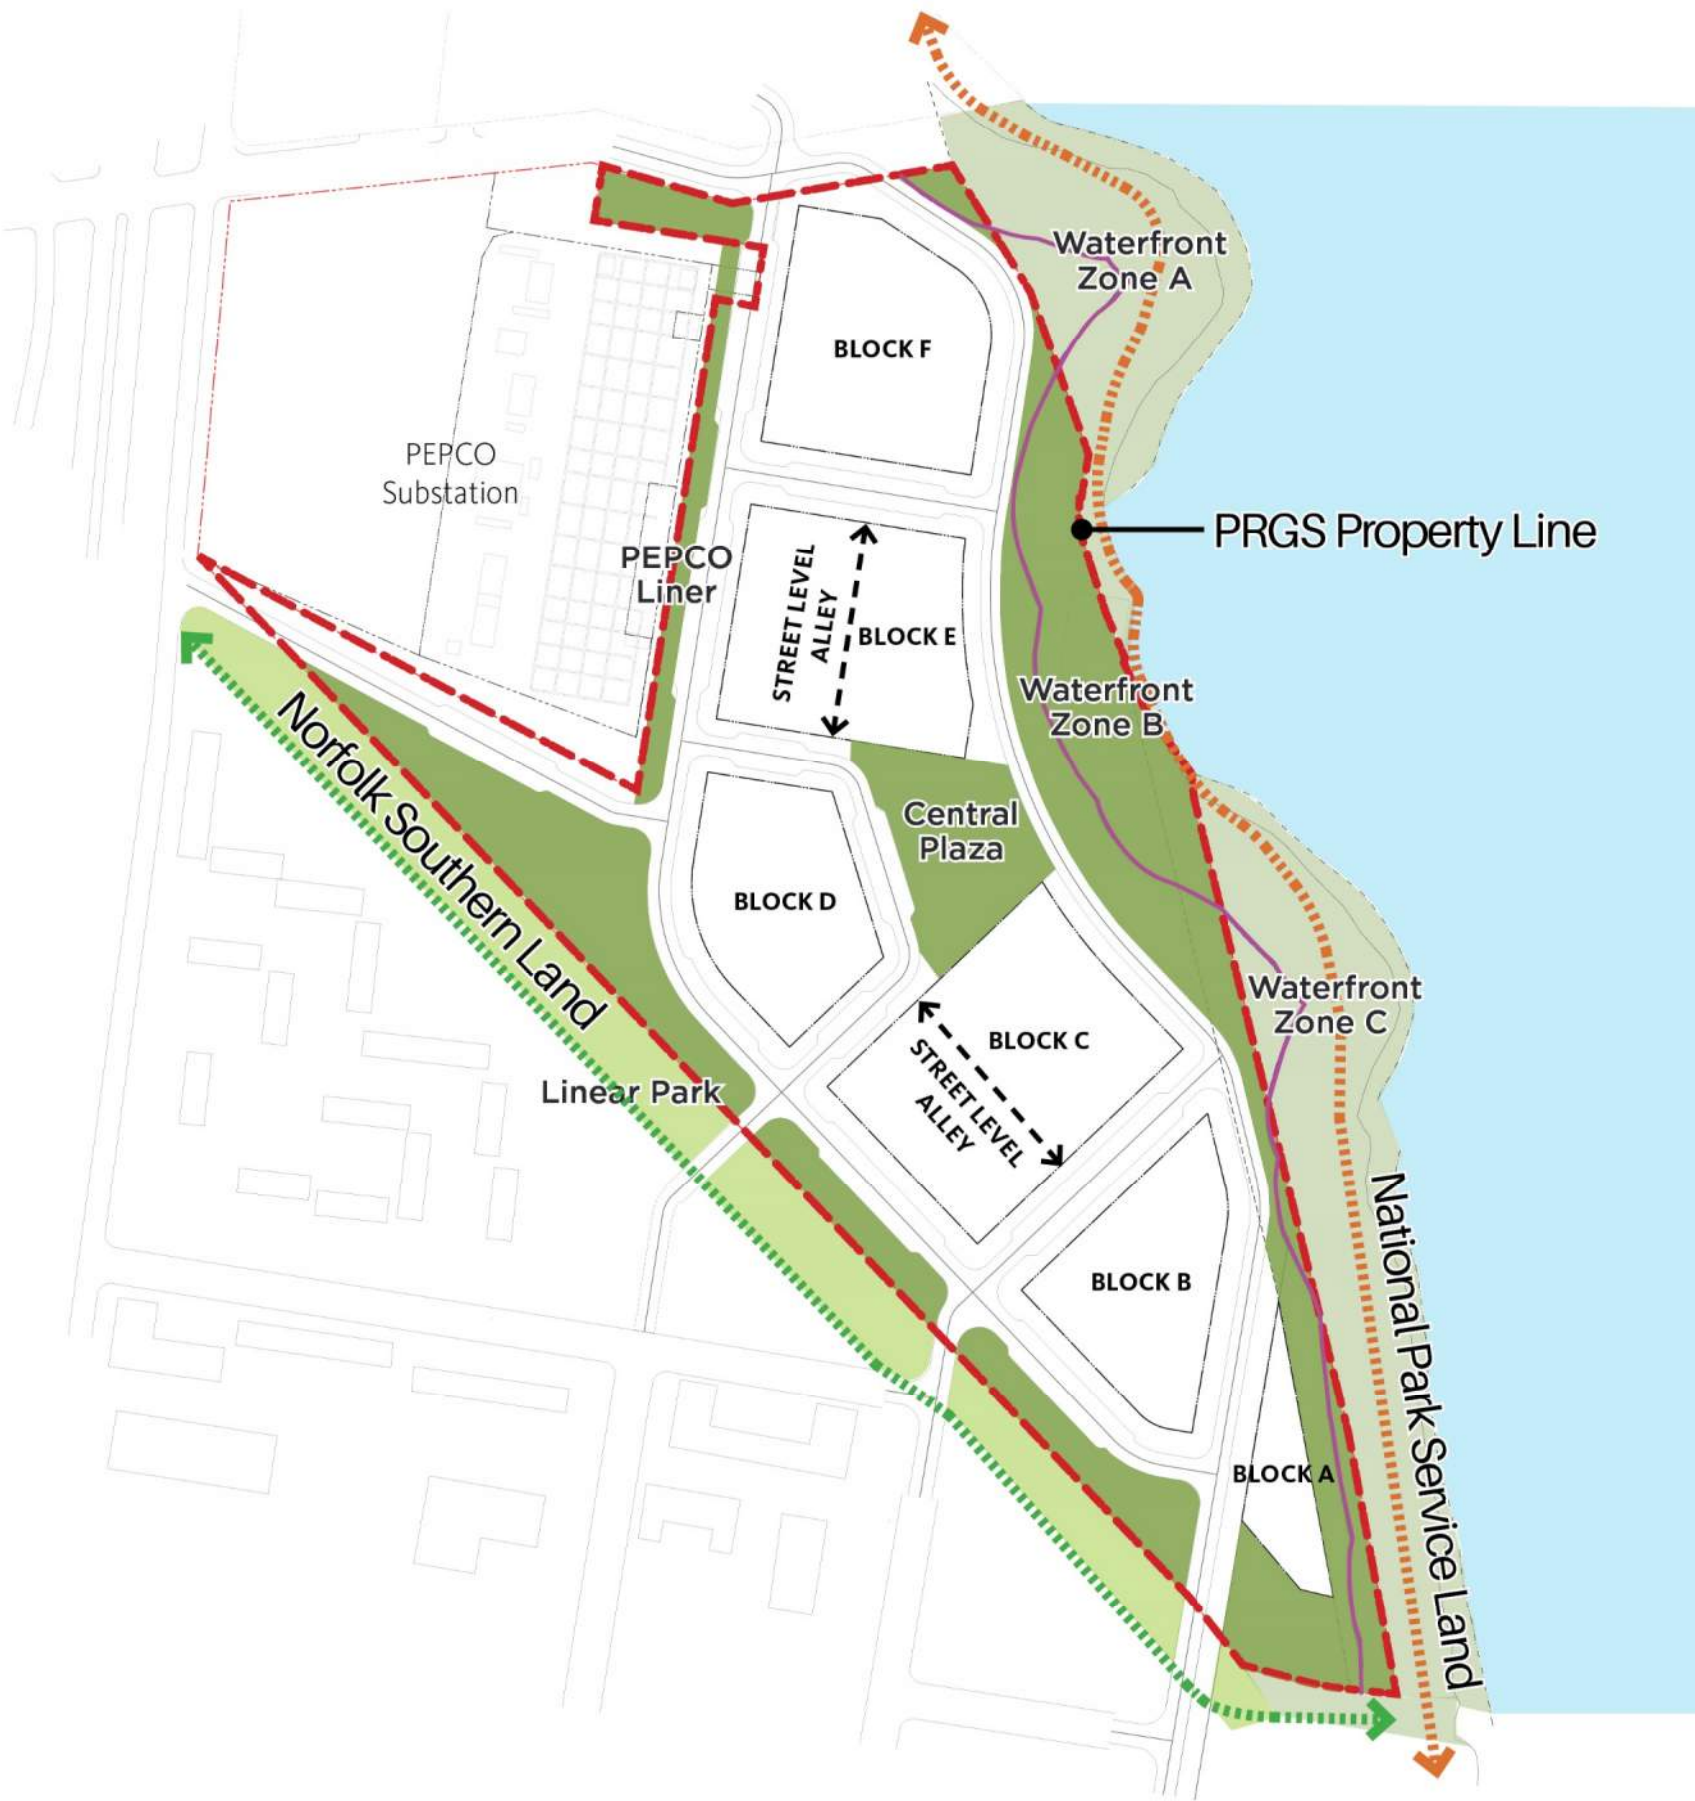 Waterfront
Zone A
BLOCK F
PEPCO
Substation
PRGS Property Line
PEPCO
Liner
STREET LEVEL
ALLEY
BLOCK E
Waterfront
Zone B
Norfolk Southern Land
Central
Plaza
BLOCK D
Waterfront
Zone C
BLOCK C
STREET LEVEL
ALLEY
Linear Park
National Park Service Land
BLOCK B
BLOCK A